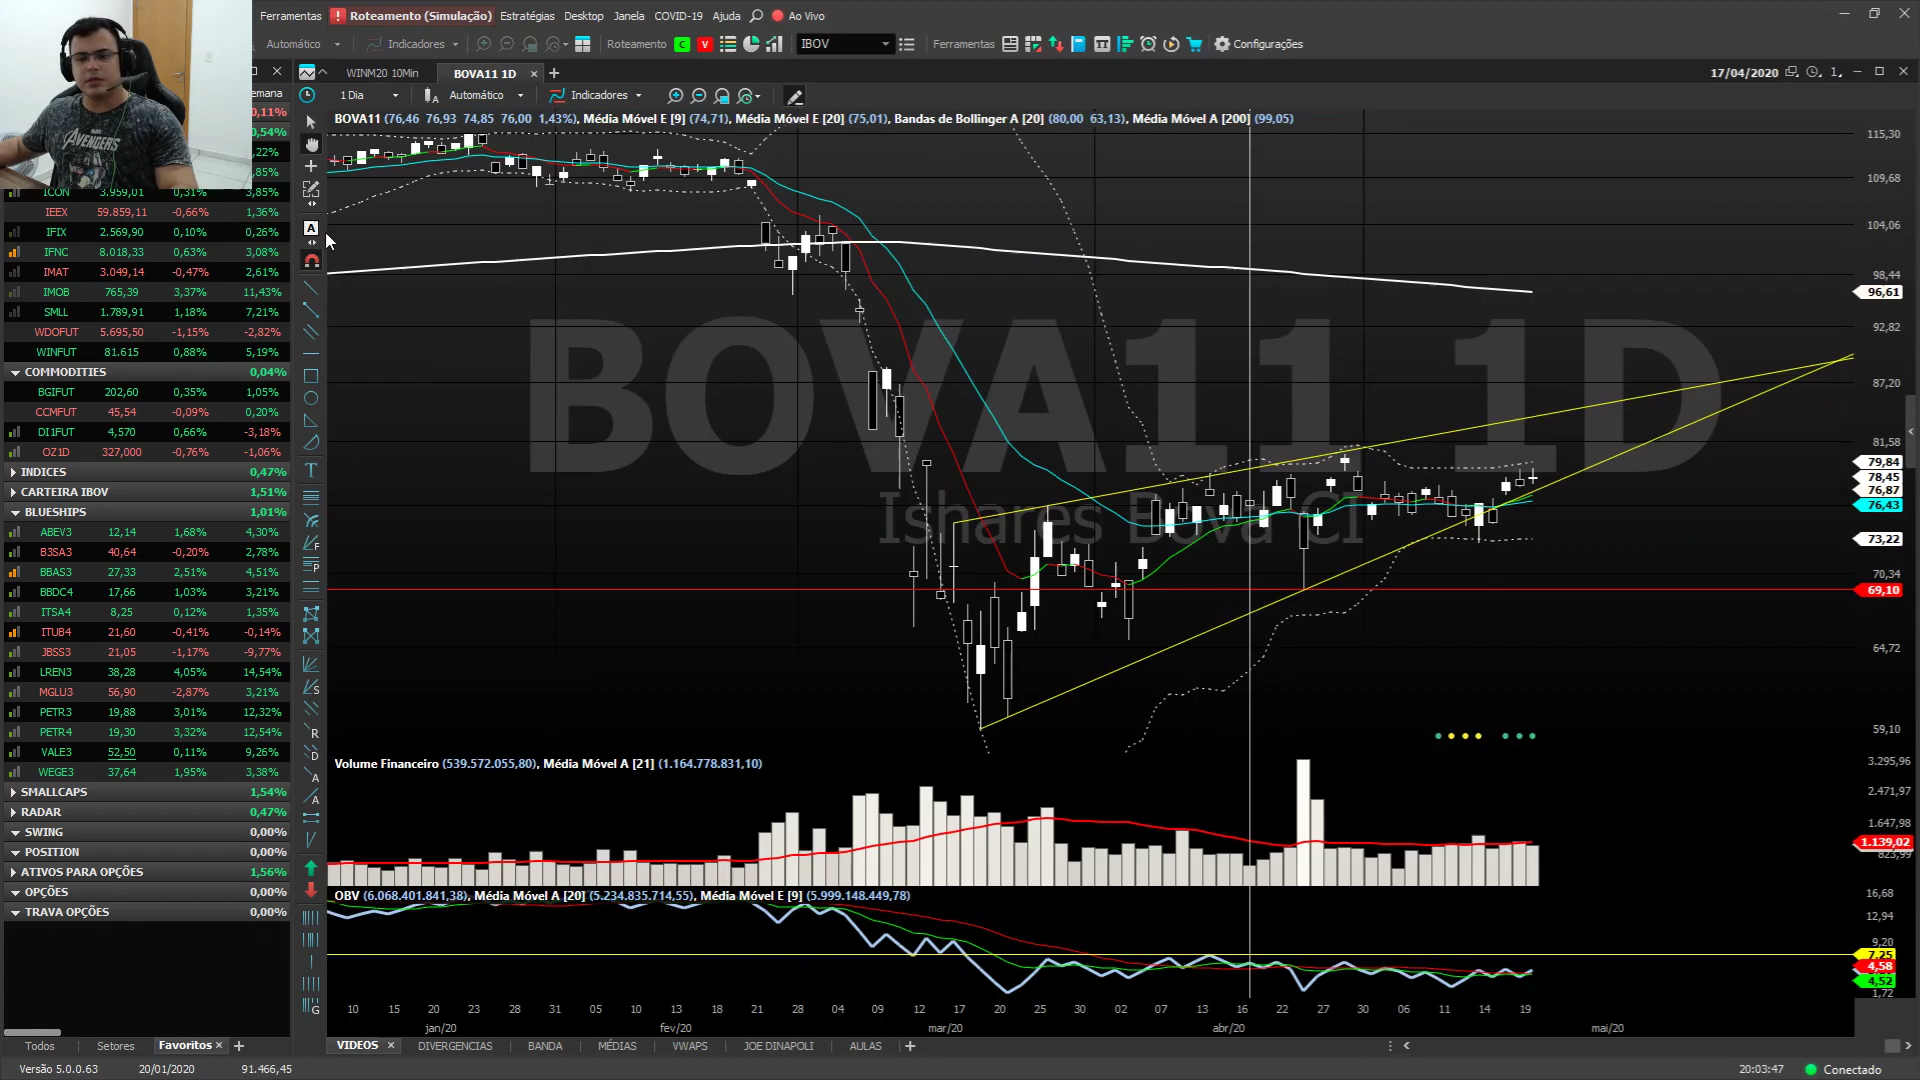 Ferramentas ! Roteamento (Simulação) Estratégias Desktop Janela COVID-19 Ajuda Ao Vivo
Automático Indicadores Roteamento C V IBOV Ferramentas Configurações
WINM20 10Min BOVA11 1D 17/04/2020 1
emana 1 Dia Automático Indicadores
BOVA11 (76,46 76,93 74,85 76,00 1,43%), Média Móvel E [9] (74,71), Média Móvel E [20] (75,01), Bandas de Bollinger A [20] (80,00 63,13), Média Móvel A [200] (99,05)
0,11%
0,54%
,22%
,85%
ICON 3.959,01 0,31% 3,85%
IEEX 59.859,11 -0,66% 1,36%
IFIX 2.569,90 0,10% 0,26%
IFNC 8.018,33 0,63% 3,08%
IMAT 3.049,14 -0,47% 2,61%
IMOB 765,39 3,37% 11,43%
SMLL 1.789,91 1,18% 7,21%
WDOFUT 5.695,50 -1,15% -2,82%
WINFUT 81.615 0,88% 5,19%
COMMODITIES 0,04%
BGIFUT 202,60 0,35% 1,05%
CCMFUT 45,54 -0,09% 0,20%
DI1FUT 4,570 0,66% -3,18%
OZ1D 327,000 -0,76% -1,06%
INDICES 0,47%
CARTEIRA IBOV 1,51%
BLUESHIPS 1,01%
ABEV3 12,14 1,68% 4,30%
B3SA3 40,64 -0,20% 2,78%
BBAS3 27,33 2,51% 4,51%
BBDC4 17,66 1,03% 3,21%
ITSA4 8,25 0,12% 1,35%
ITUB4 21,60 -0,41% -0,14%
JBSS3 21,05 -1,17% -9,77%
LREN3 38,28 4,05% 14,54%
MGLU3 56,90 -2,87% 3,21%
PETR3 19,88 3,01% 12,32%
PETR4 19,30 3,32% 12,54%
VALE3 52,50 0,11% 9,26%
WEGE3 37,64 1,95% 3,38%
SMALLCAPS 1,54%
RADAR 0,47%
SWING 0,00%
POSITION 0,00%
ATIVOS PARA OPÇÕES 1,56%
OPÇÕES 0,00%
TRAVA OPÇÕES 0,00%
AVENGERS
BOVA11 1D
Ishares Bova CI
115,30
109,68
104,06
98,44
96,61
92,82
87,20
81,58
79,84
78,45
76,87
76,43
73,22
70,34
69,10
64,72
59,10
Volume Financeiro (539.572.055,80), Média Móvel A [21] (1.164.778.831,10)
3.295,96
2.471,97
1.647,98
1.139,02
823,99
OBV (6.068.401.841,38), Média Móvel A [20] (5.234.835.714,55), Média Móvel E [9] (5.999.148.449,78)
16,68
12,94
9,20
7,25
4,58
4,52
1,72
10 15 20 23 28 31 05 10 13 18 21 28 04 09 12 17 20 25 30 02 07 13 16 22 27 30 06 11 14 19
jan/20 fev/20 mar/20 abr/20 mai/20
Todos Setores Favoritos VIDEOS DIVERGENCIAS BANDA MÉDIAS VWAPS JOE DINAPOLI AULAS
Versão 5.0.0.63 20/01/2020 91.466,45 20:03:47 Conectado